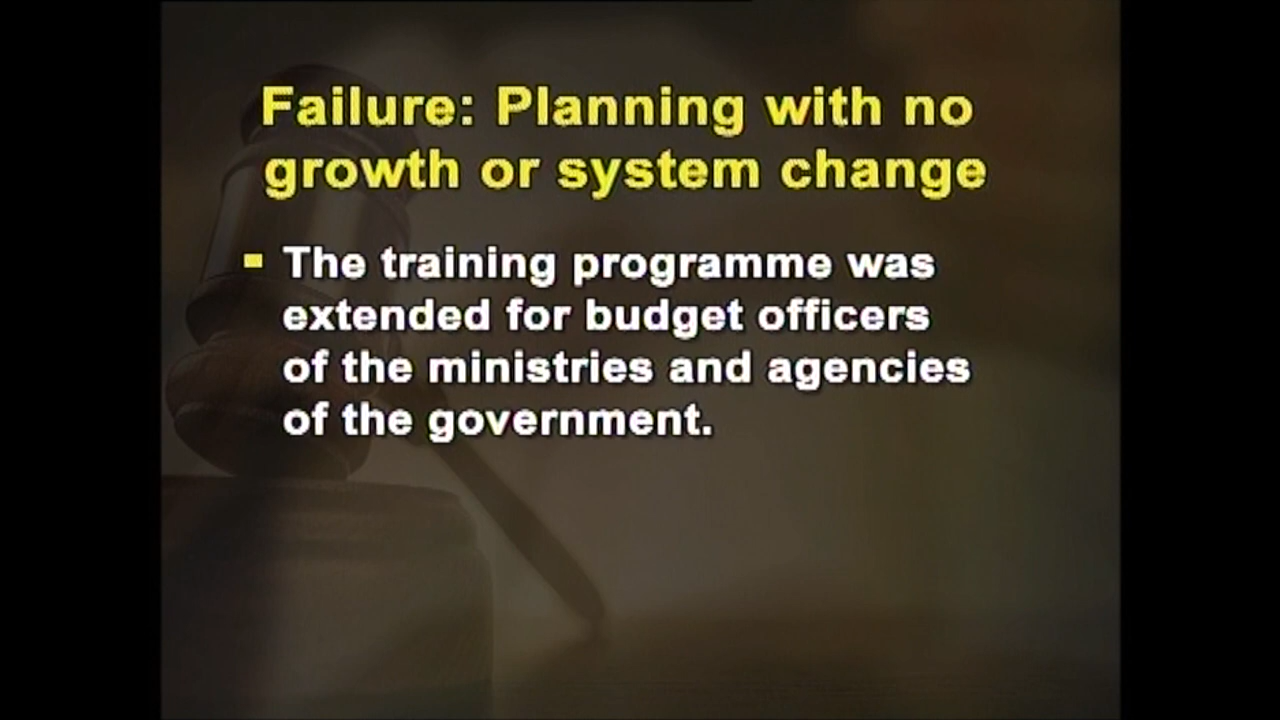 Failure: Planning with no
growth or system change
The training programme was
extended for budget officers
of the ministries and agencies
of the government.